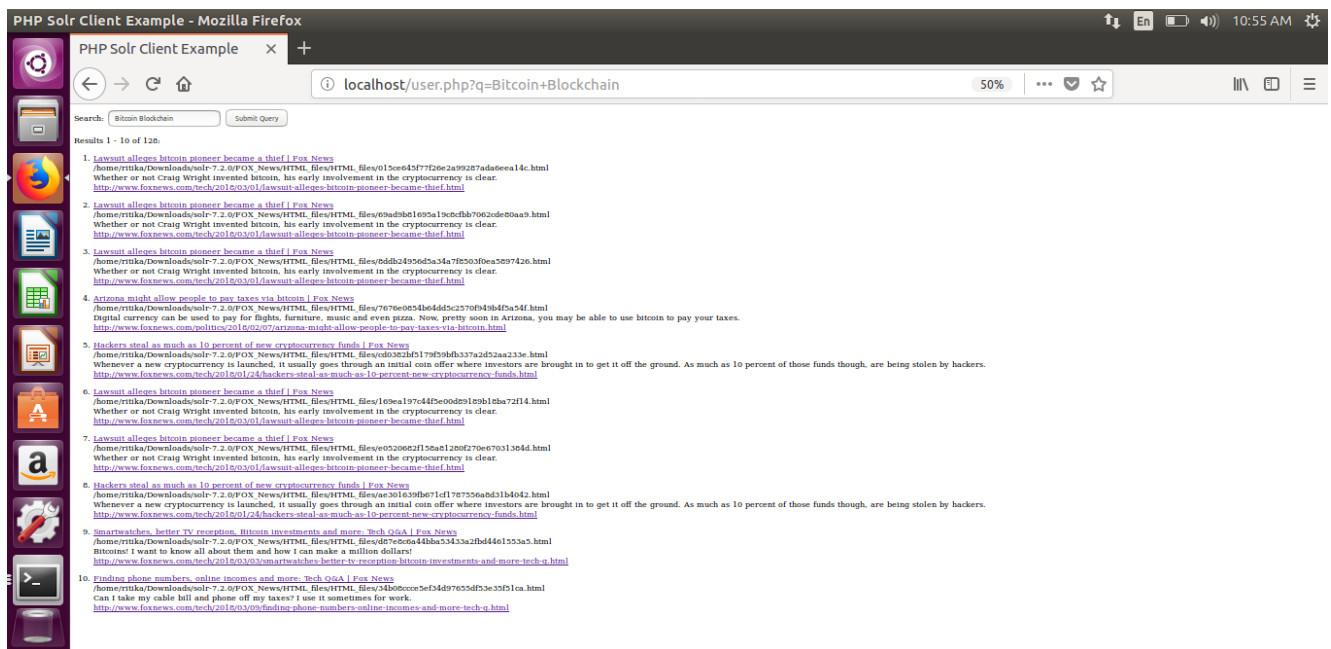 PHP Solr Client Example - Mozilla Firefox
En 10:55 AM
PHP Solr Client Example
localhost/user.php?q=Bitcoin+Blockchain 50%
Search: Bitcoin Blockchain Submit Query
Results 1 - 10 of 128:
1. Lawsuit alleges bitcoin pioneer became a thief | Fox News
/home/ritika/Downloads/solr-7.2.0/FOX_News/HTML_files/HTML_files/015ce645f77f26e2a99287ada6eea14c.html
Whether or not Craig Wright invented bitcoin, his early involvement in the cryptocurrency is clear.
http://www.foxnews.com/tech/2018/03/01/lawsuit-alleges-bitcoin-pioneer-became-thief.html
2. Lawsuit alleges bitcoin pioneer became a thief | Fox News
/home/ritika/Downloads/solr-7.2.0/FOX_News/HTML_files/HTML_files/69ad9b81695a19c8cfbb7062cde80aa9.html
Whether or not Craig Wright invented bitcoin, his early involvement in the cryptocurrency is clear.
http://www.foxnews.com/tech/2018/03/01/lawsuit-alleges-bitcoin-pioneer-became-thief.html
3. Lawsuit alleges bitcoin pioneer became a thief | Fox News
/home/ritika/Downloads/solr-7.2.0/FOX_News/HTML_files/HTML_files/8ddb24956d5a34a7f8503f0ea5897426.html
Whether or not Craig Wright invented bitcoin, his early involvement in the cryptocurrency is clear.
http://www.foxnews.com/tech/2018/03/01/lawsuit-alleges-bitcoin-pioneer-became-thief.html
4. Arizona might allow people to pay taxes via bitcoin | Fox News
/home/ritika/Downloads/solr-7.2.0/FOX_News/HTML_files/HTML_files/7676e0854b64dd5c2570f949b4f5a54f.html
Digital currency can be used to pay for flights, furniture, music and even pizza. Now, pretty soon in Arizona, you may be able to use bitcoin to pay your taxes.
http://www.foxnews.com/politics/2018/02/07/arizona-might-allow-people-to-pay-taxes-via-bitcoin.html
5. Hackers steal as much as 10 percent of new cryptocurrency funds | Fox News
/home/ritika/Downloads/solr-7.2.0/FOX_News/HTML_files/HTML_files/cd0382bf5179f59bfb337a2d52aa233e.html
Whenever a new cryptocurrency is launched, it usually goes through an initial coin offer where investors are brought in to get it off the ground. As much as 10 percent of those funds though, are being stolen by hackers.
http://www.foxnews.com/tech/2018/01/24/hackers-steal-as-much-as-10-percent-new-cryptocurrency-funds.html
6. Lawsuit alleges bitcoin pioneer became a thief | Fox News
/home/ritika/Downloads/solr-7.2.0/FOX_News/HTML_files/HTML_files/169ea197c44f5e00d89189b18ba72f14.html
Whether or not Craig Wright invented bitcoin, his early involvement in the cryptocurrency is clear.
http://www.foxnews.com/tech/2018/03/01/lawsuit-alleges-bitcoin-pioneer-became-thief.html
7. Lawsuit alleges bitcoin pioneer became a thief | Fox News
/home/ritika/Downloads/solr-7.2.0/FOX_News/HTML_files/HTML_files/e0520682f158a81280f270e67031384d.html
Whether or not Craig Wright invented bitcoin, his early involvement in the cryptocurrency is clear.
http://www.foxnews.com/tech/2018/03/01/lawsuit-alleges-bitcoin-pioneer-became-thief.html
8. Hackers steal as much as 10 percent of new cryptocurrency funds | Fox News
/home/ritika/Downloads/solr-7.2.0/FOX_News/HTML_files/HTML_files/ae301639fb671cf1787556a8d31b4042.html
Whenever a new cryptocurrency is launched, it usually goes through an initial coin offer where investors are brought in to get it off the ground. As much as 10 percent of those funds though, are being stolen by hackers.
http://www.foxnews.com/tech/2018/01/24/hackers-steal-as-much-as-10-percent-new-cryptocurrency-funds.html
9. Smartwatches, better TV reception, Bitcoin investments and more: Tech Q&A | Fox News
/home/ritika/Downloads/solr-7.2.0/FOX_News/HTML_files/HTML_files/d87e8c6a44bba53433a2fbd4461553a5.html
Bitcoins! I want to know all about them and how I can make a million dollars!
http://www.foxnews.com/tech/2018/03/03/smartwatches-better-tv-reception-bitcoin-investments-and-more-tech-q.html
10. Finding phone numbers, online incomes and more: Tech Q&A | Fox News
/home/ritika/Downloads/solr-7.2.0/FOX_News/HTML_files/HTML_files/34b08ccce5ef34d97655df53e35f51ca.html
Can I take my cable bill and phone off my taxes? I use it sometimes for work.
http://www.foxnews.com/tech/2018/03/09/finding-phone-numbers-online-incomes-and-more-tech-q.html